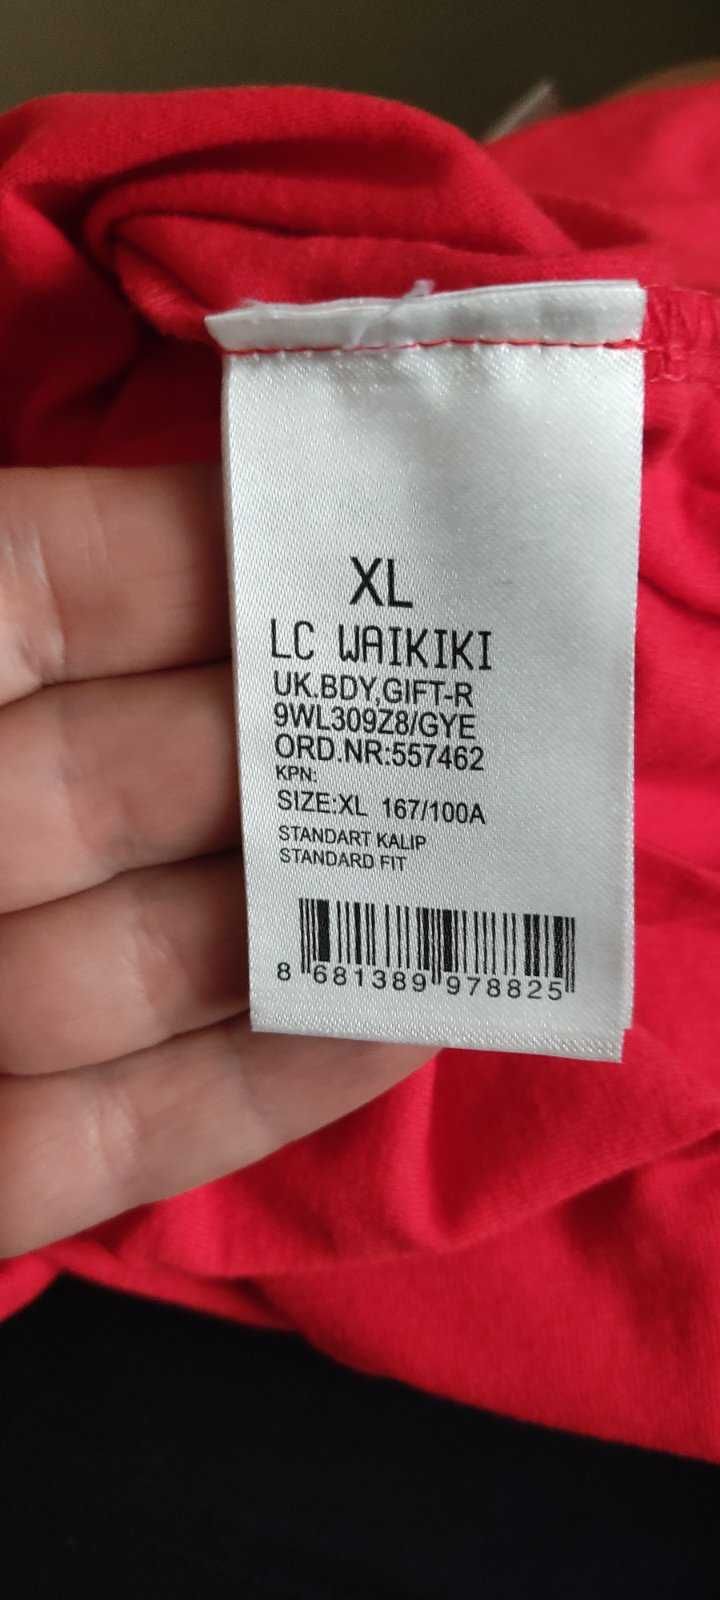 XL
LC WAIKIKI
UK.BDY,GIFT-R
9WL309Z8/GYE
ORD.NR:557462
KPN:
SIZE:XL 167/100A
STANDART KALIP
STANDARD FIT
8 681389 978825